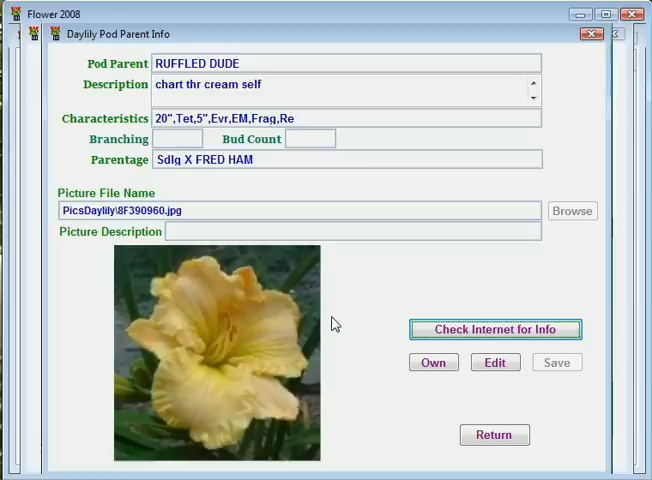 Flower 2008
Daylily Pod Parent Info
Pod Parent RUFFLED DUDE
Description chart thr cream self
Characteristics 20",Tet,5",Evr,EM,Frag,Re
Branching Bud Count
Parentage Sdlg X FRED HAM
Picture File Name
PicsDaylily\8F390960.jpg Browse
Picture Description
Check Internet for Info
Own Edit Save
Return